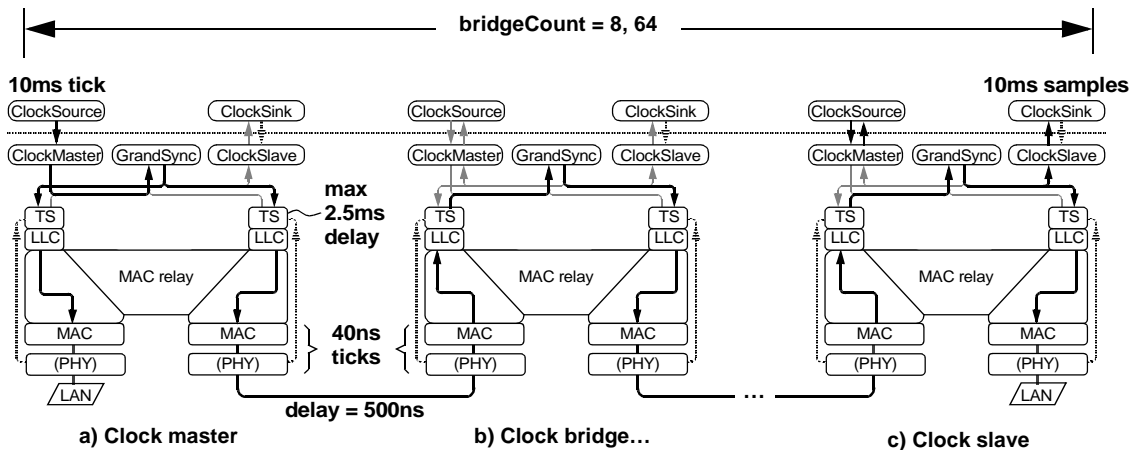 bridgeCount = 8, 64
10ms tick
10ms samples
ClockSource
ClockSink
ClockSource
ClockSink
ClockSource
ClockSink
ClockMaster
GrandSync
ClockSlave
ClockMaster
GrandSync
ClockSlave
ClockMaster
GrandSync
ClockSlave
max
2.5ms
delay
TS
TS
TS
TS
TS
TS
LLC
LLC
LLC
LLC
LLC
LLC
MAC relay
MAC relay
MAC relay
MAC
MAC
MAC
MAC
MAC
MAC
40ns
ticks
(PHY)
(PHY)
(PHY)
(PHY)
(PHY)
(PHY)
LAN
LAN
delay = 500ns
...
a) Clock master
b) Clock bridge…
c) Clock slave